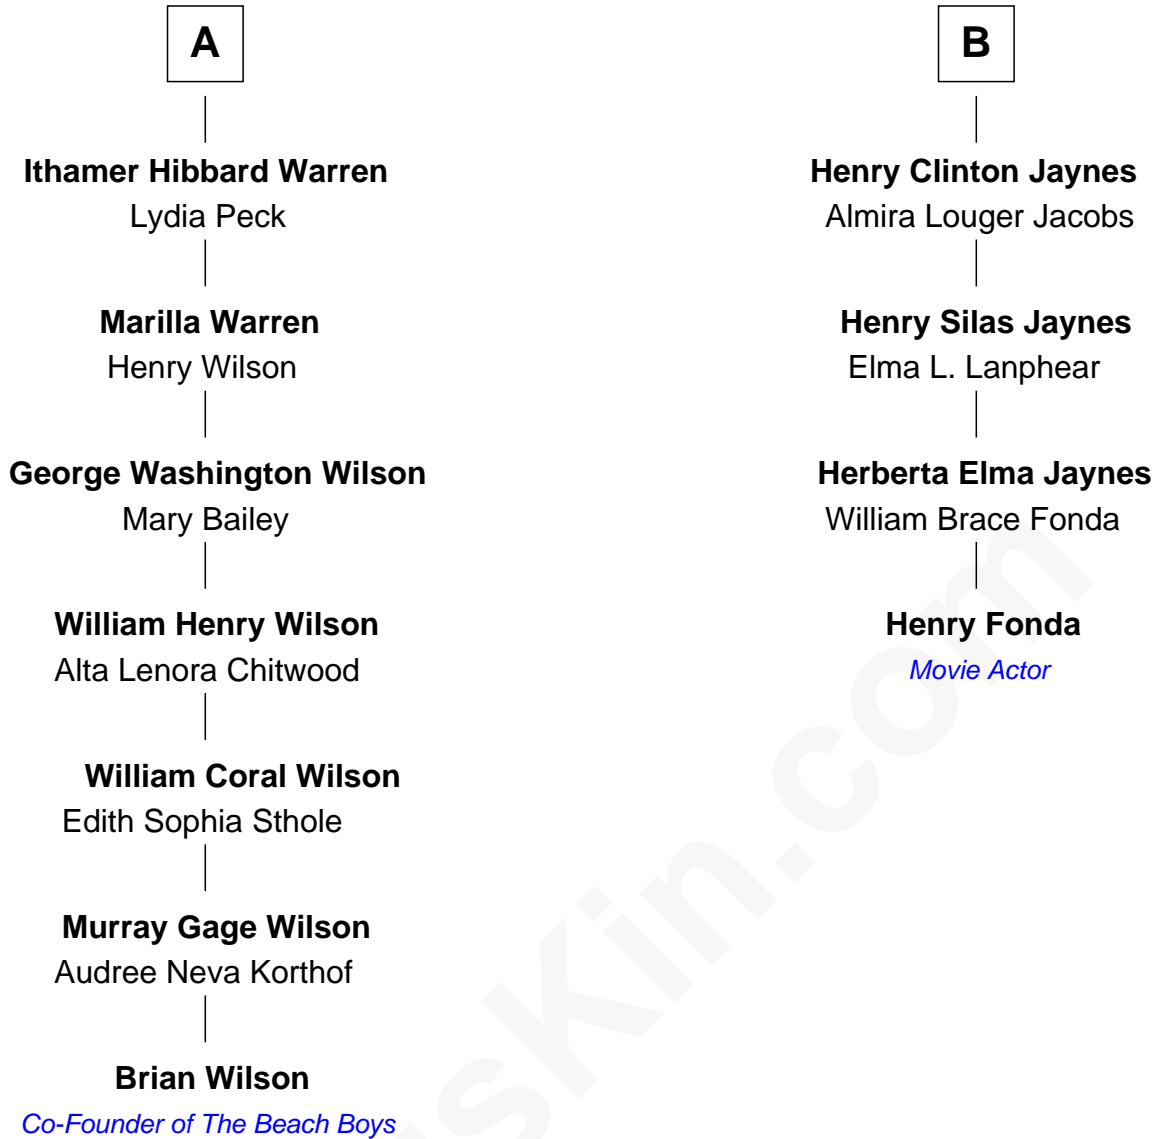 A
Ithamer Hibbard Warren
Lydia Peck
Marilla Warren
Henry Wilson
George Washington Wilson
Mary Bailey
William Henry Wilson
Alta Lenora Chitwood
William Coral Wilson
Edith Sophia Sthole
Murray Gage Wilson
Audree Neva Korthof
Brian Wilson
Co-Founder of The Beach Boys
B
Henry Clinton Jaynes
Almira Louger Jacobs
Henry Silas Jaynes
Elma L. Lanphear
Herberta Elma Jaynes
William Brace Fonda
Henry Fonda
Movie Actor
sKin.com